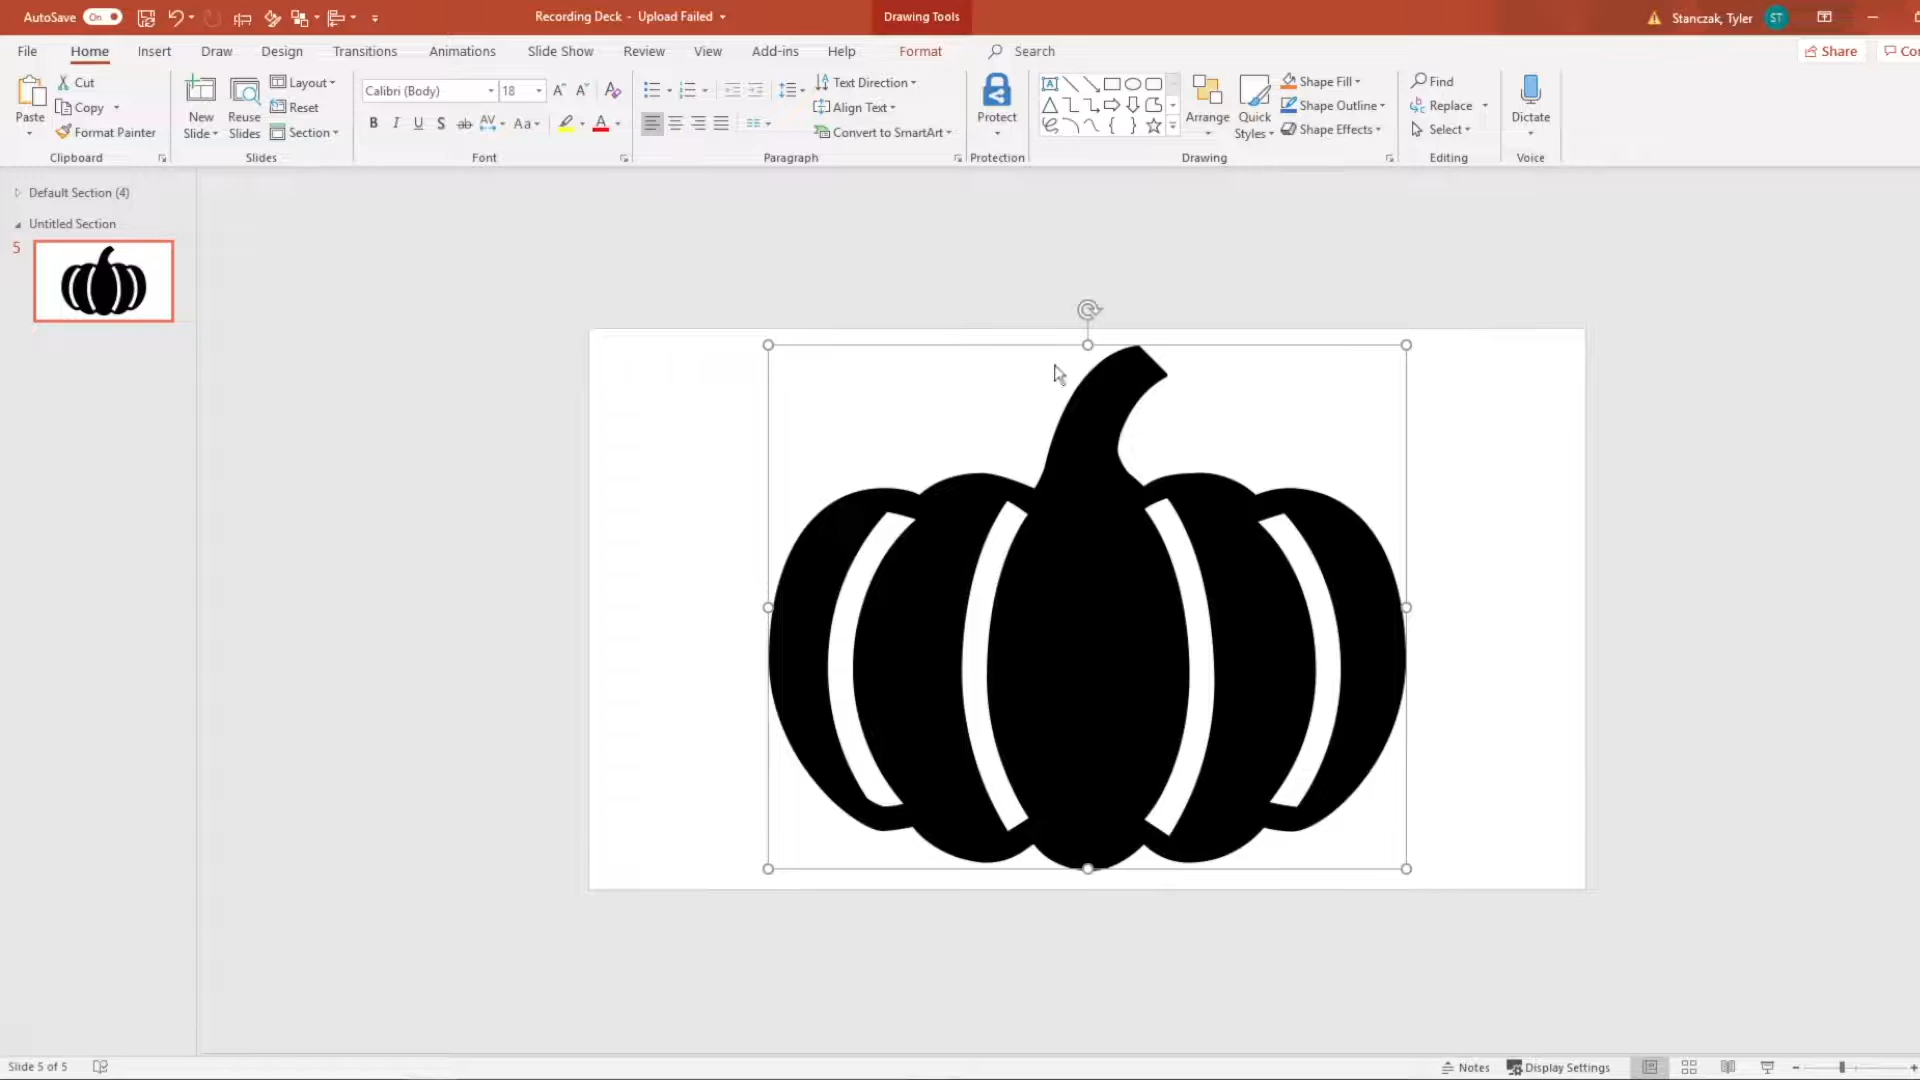 AutoSave On Recording Deck - Upload Failed Drawing Tools Stanczak, Tyler ST
File Home Insert Draw Design Transitions Animations Slide Show Review View Add-ins Help Format Search Share
Paste Cut Copy Format Painter
Clipboard
New Slide Reuse Slides Layout Reset Section
Slides
Calibri (Body) 18
B I U S ab AV Aa A
Font
Text Direction
Align Text
Convert to SmartArt
Paragraph
Protect
Protection
Arrange Quick Styles Shape Fill Shape Outline Shape Effects
Drawing
Find
Replace
Select
Editing
Dictate
Voice
Default Section (4)
Untitled Section
5
Slide 5 of 5 Notes Display Settings